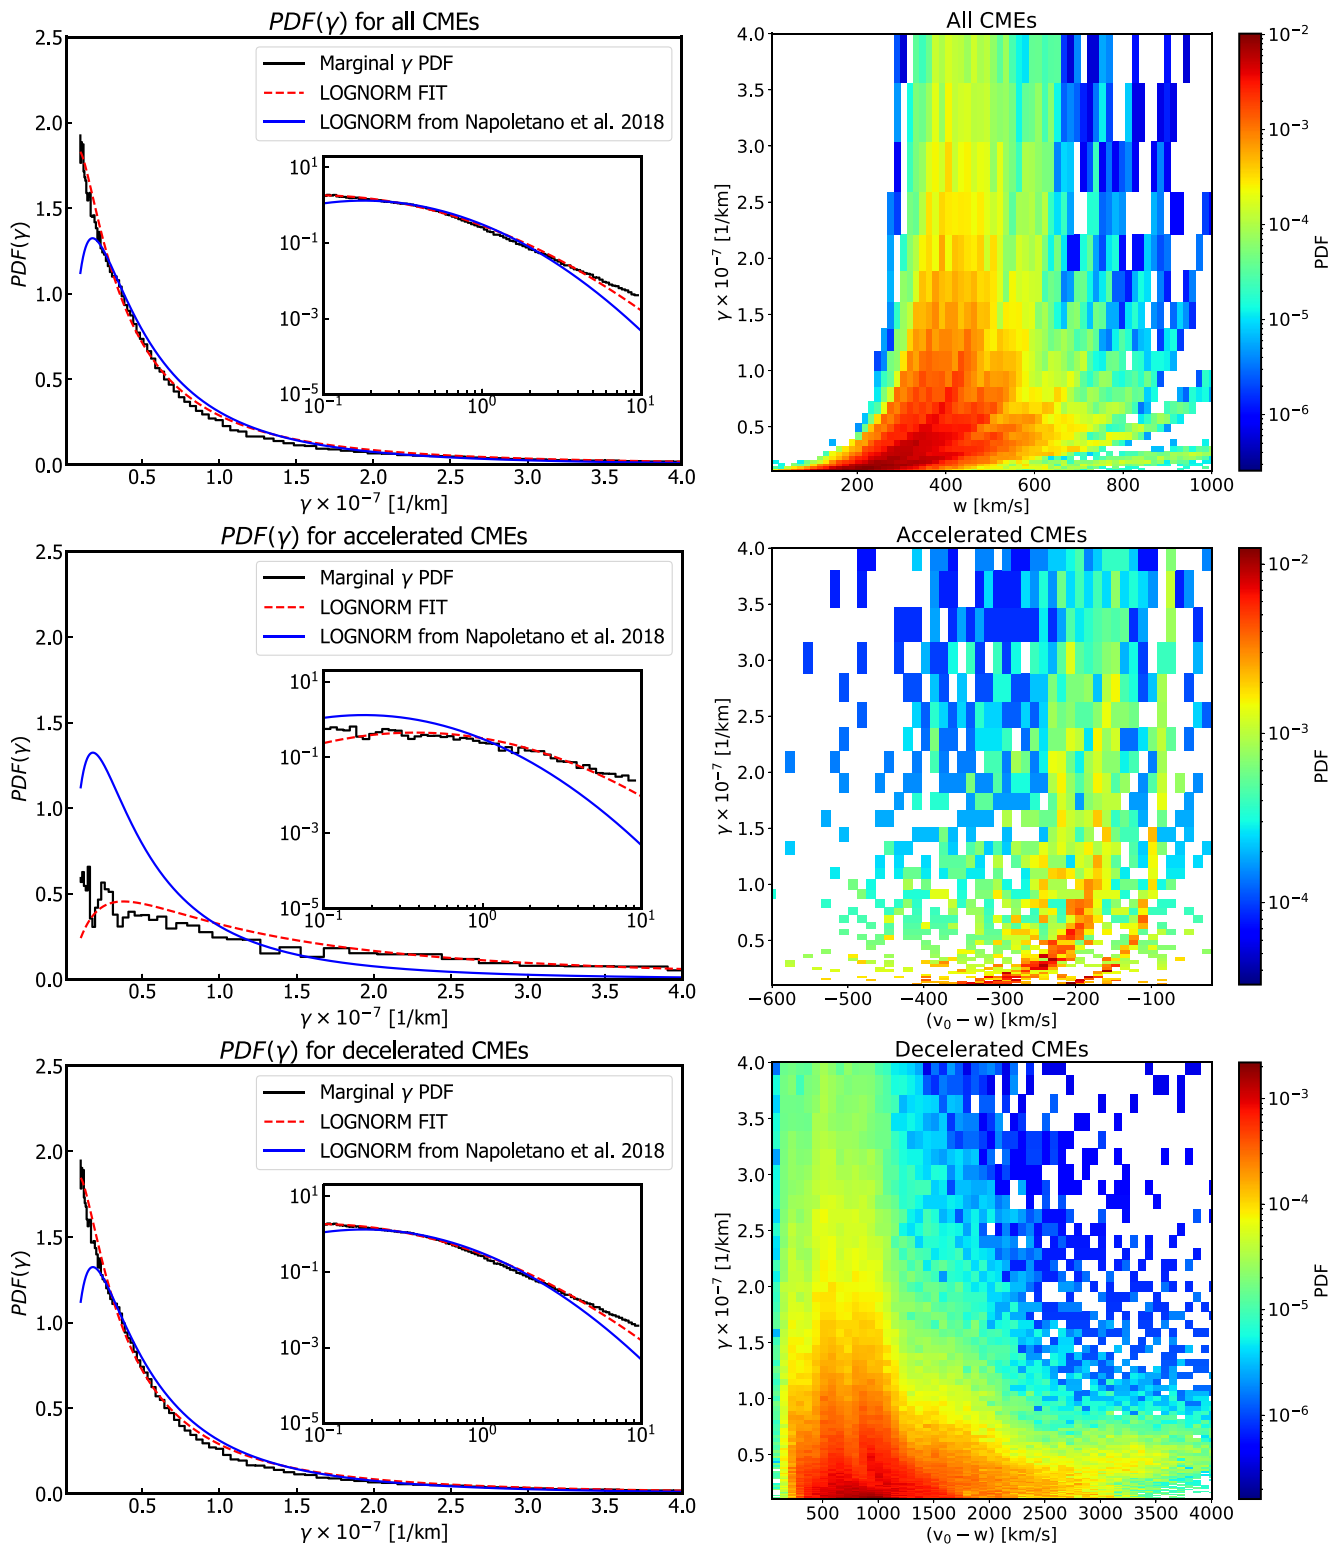 PDF(γ) for all CMEs
2.5
2.0
1.5
1.0
0.5
0.0
PDF(γ)
Marginal γ PDF
LOGNORM FIT
LOGNORM from Napoletano et al. 2018
10^1
10^-1
10^-3
10^-5
10^-1 10^0 10^1
0.5 1.0 1.5 2.0 2.5 3.0 3.5 4.0
γ × 10^-7 [1/km]
All CMEs
4.0
3.5
3.0
2.5
2.0
1.5
1.0
0.5
γ × 10^-7 [1/km]
200 400 600 800 1000
w [km/s]
10^-2
10^-3
10^-4
10^-5
10^-6
PDF
PDF(γ) for accelerated CMEs
2.5
2.0
1.5
1.0
0.5
0.0
PDF(γ)
Marginal γ PDF
LOGNORM FIT
LOGNORM from Napoletano et al. 2018
10^1
10^-1
10^-3
10^-5
10^-1 10^0 10^1
0.5 1.0 1.5 2.0 2.5 3.0 3.5 4.0
γ × 10^-7 [1/km]
Accelerated CMEs
4.0
3.5
3.0
2.5
2.0
1.5
1.0
0.5
γ × 10^-7 [1/km]
−600 −500 −400 −300 −200 −100
(v₀ − w) [km/s]
10^-2
10^-3
10^-4
PDF
PDF(γ) for decelerated CMEs
2.5
2.0
1.5
1.0
0.5
0.0
PDF(γ)
Marginal γ PDF
LOGNORM FIT
LOGNORM from Napoletano et al. 2018
10^1
10^-1
10^-3
10^-5
10^-1 10^0 10^1
0.5 1.0 1.5 2.0 2.5 3.0 3.5 4.0
γ × 10^-7 [1/km]
Decelerated CMEs
4.0
3.5
3.0
2.5
2.0
1.5
1.0
0.5
γ × 10^-7 [1/km]
500 1000 1500 2000 2500 3000 3500 4000
(v₀ − w) [km/s]
10^-3
10^-4
10^-5
10^-6
PDF